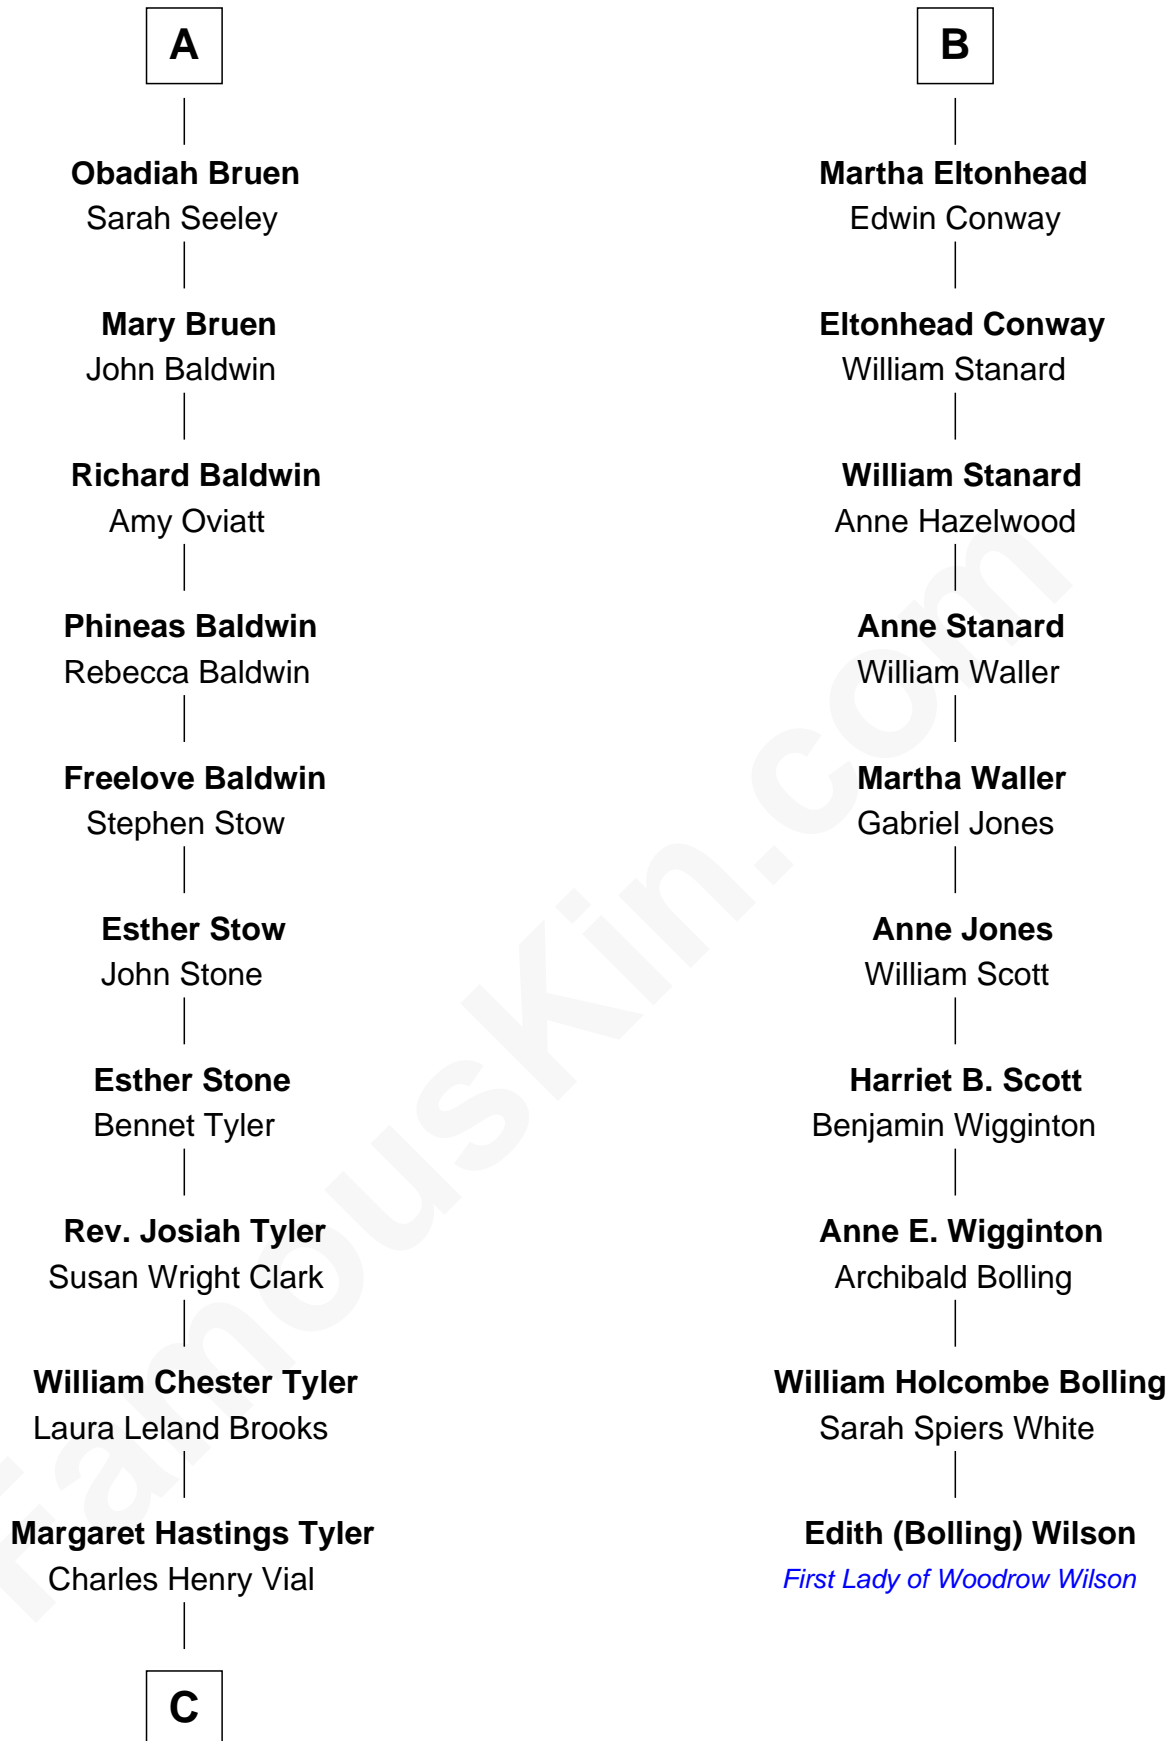 A
Obadiah Bruen
Sarah Seeley
Mary Bruen
John Baldwin
Richard Baldwin
Amy Oviatt
Phineas Baldwin
Rebecca Baldwin
Freelove Baldwin
Stephen Stow
Esther Stow
John Stone
Esther Stone
Bennet Tyler
Rev. Josiah Tyler
Susan Wright Clark
William Chester Tyler
Laura Leland Brooks
Margaret Hastings Tyler
Charles Henry Vial
C
B
Martha Eltonhead
Edwin Conway
Eltonhead Conway
William Stanard
William Stanard
Anne Hazelwood
Anne Stanard
William Waller
Martha Waller
Gabriel Jones
Anne Jones
William Scott
Harriet B. Scott
Benjamin Wigginton
Anne E. Wigginton
Archibald Bolling
William Holcombe Bolling
Sarah Spiers White
Edith (Bolling) Wilson
First Lady of Woodrow Wilson
FamousKin.com